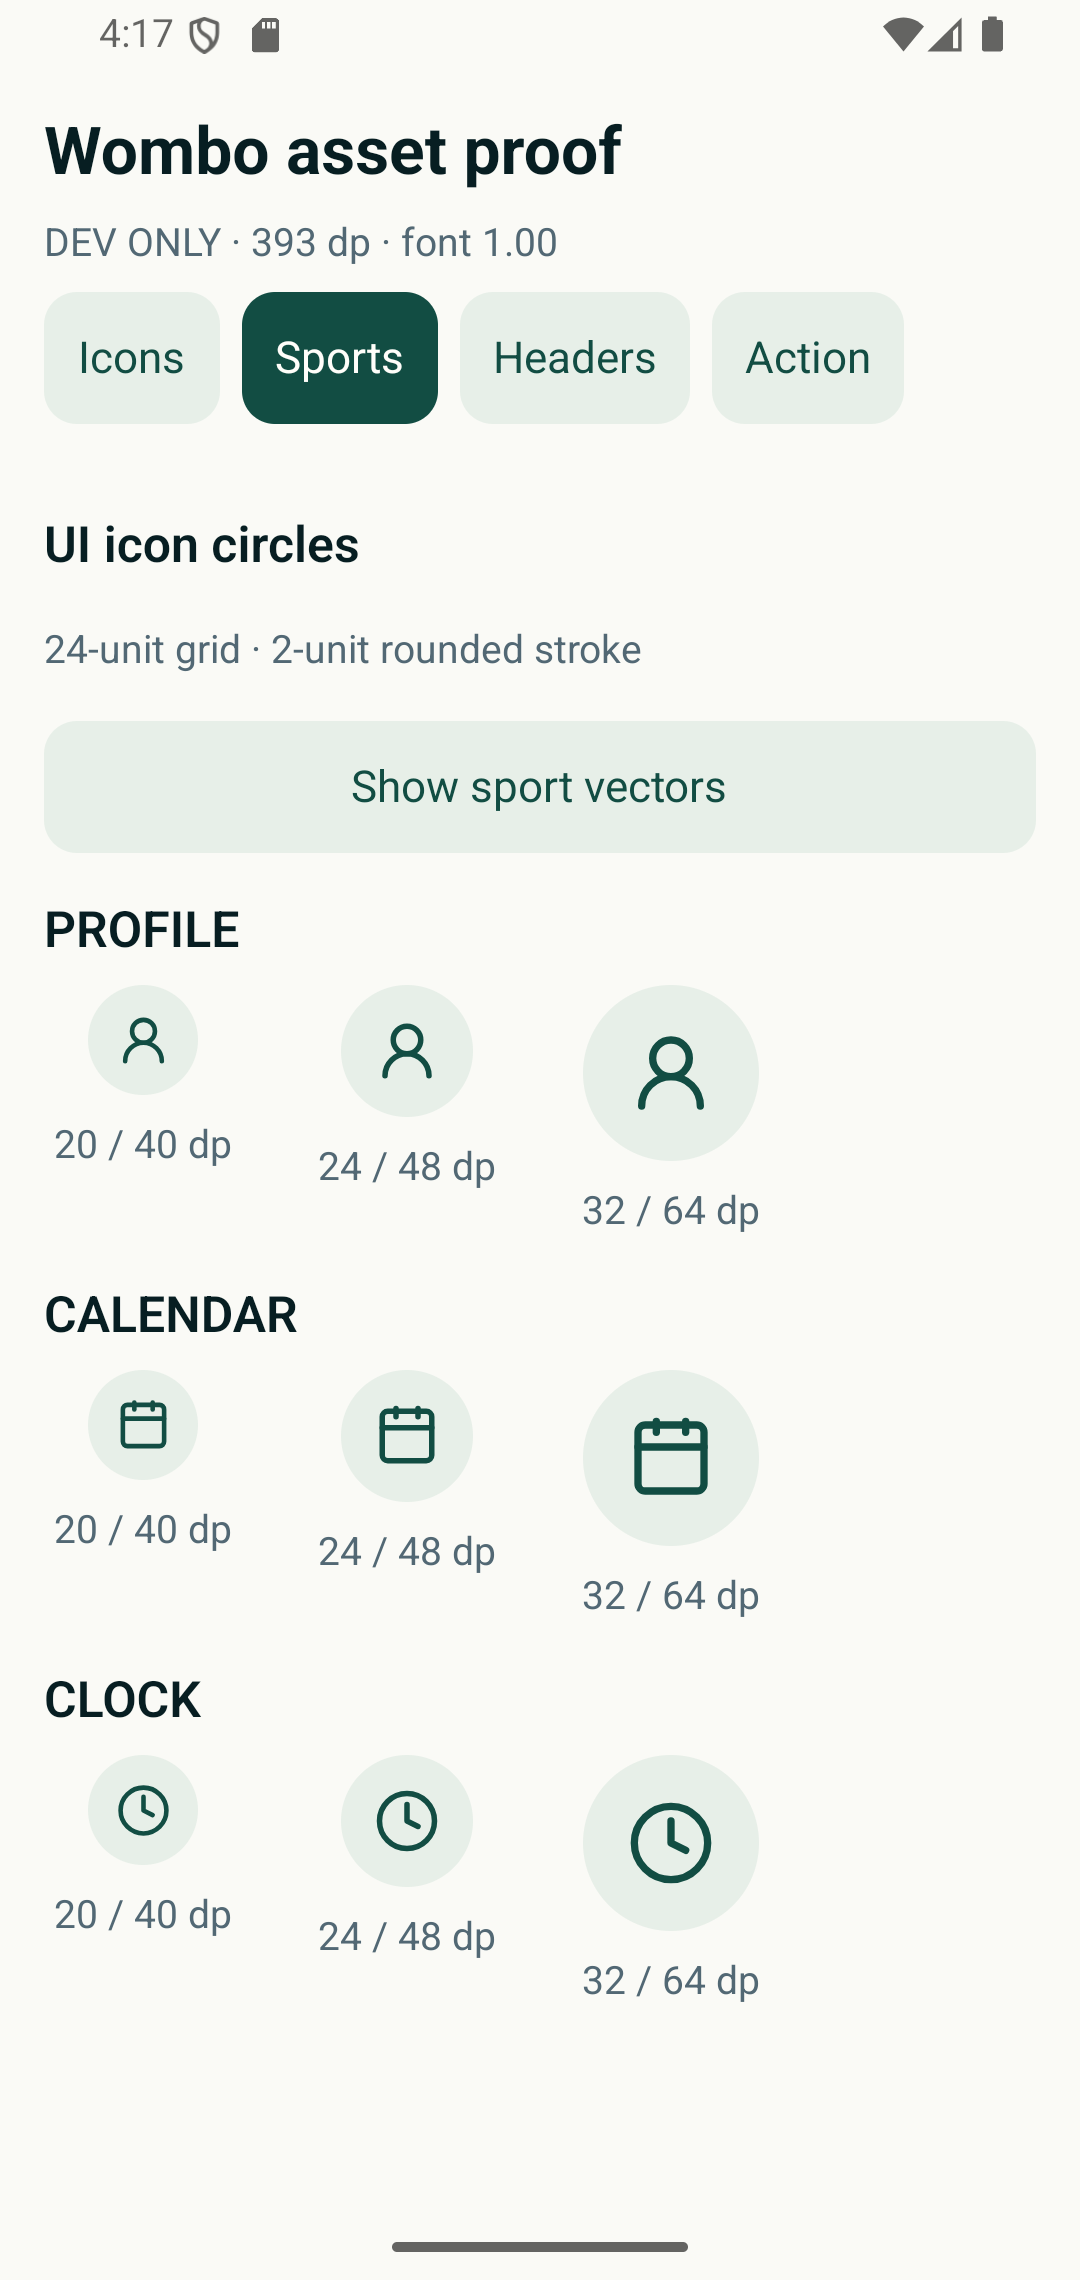 4:17
Wombo asset proof
DEV ONLY · 393 dp · font 1.00
Icons Sports Headers Action
UI icon circles
24-unit grid · 2-unit rounded stroke
Show sport vectors
PROFILE
20 / 40 dp 24 / 48 dp 32 / 64 dp
CALENDAR
20 / 40 dp 24 / 48 dp 32 / 64 dp
CLOCK
20 / 40 dp 24 / 48 dp 32 / 64 dp